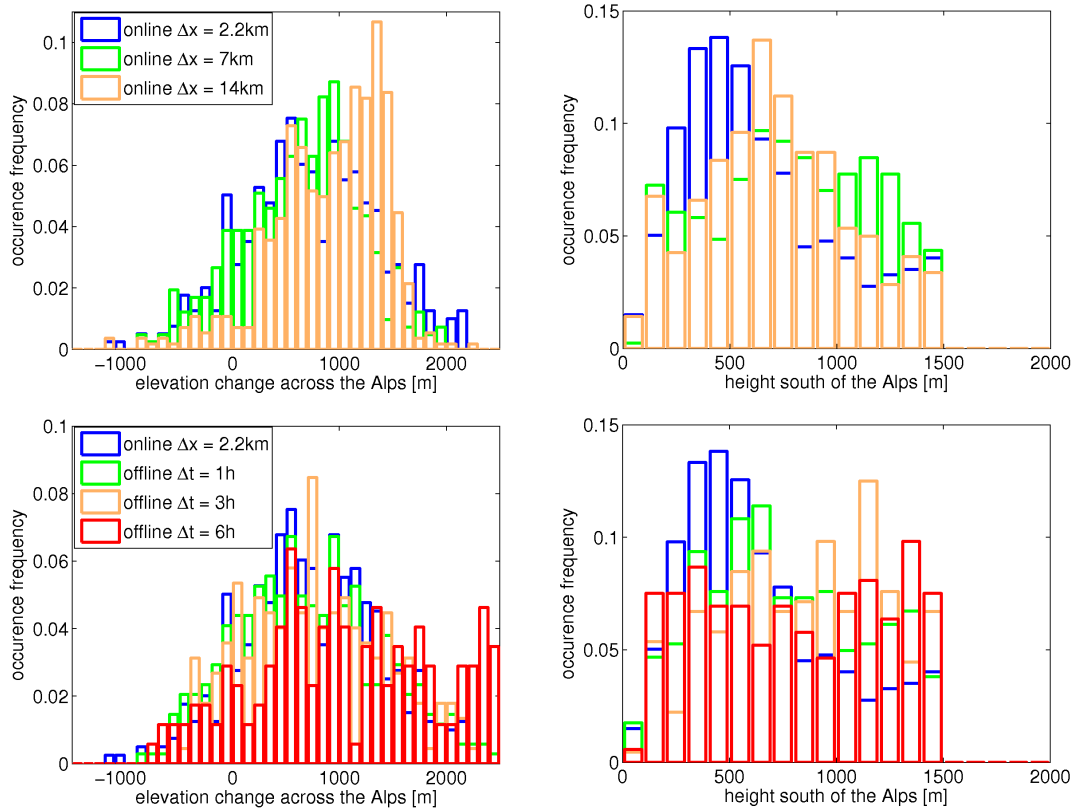 0.1
0.08
0.06
0.04
0.02
0
occurence frequency
online Δx = 2.2km
online Δx = 7km
online Δx = 14km
−1000
0
1000
2000
elevation change across the Alps [m]
0.15
0.1
0.05
0
occurence frequency
0
500
1000
1500
2000
height south of the Alps [m]
0.1
0.08
0.06
0.04
0.02
0
occurence frequency
online Δx = 2.2km
offline Δt = 1h
offline Δt = 3h
offline Δt = 6h
−1000
0
1000
2000
elevation change across the Alps [m]
0.15
0.1
0.05
0
occurence frequency
0
500
1000
1500
2000
height south of the Alps [m]